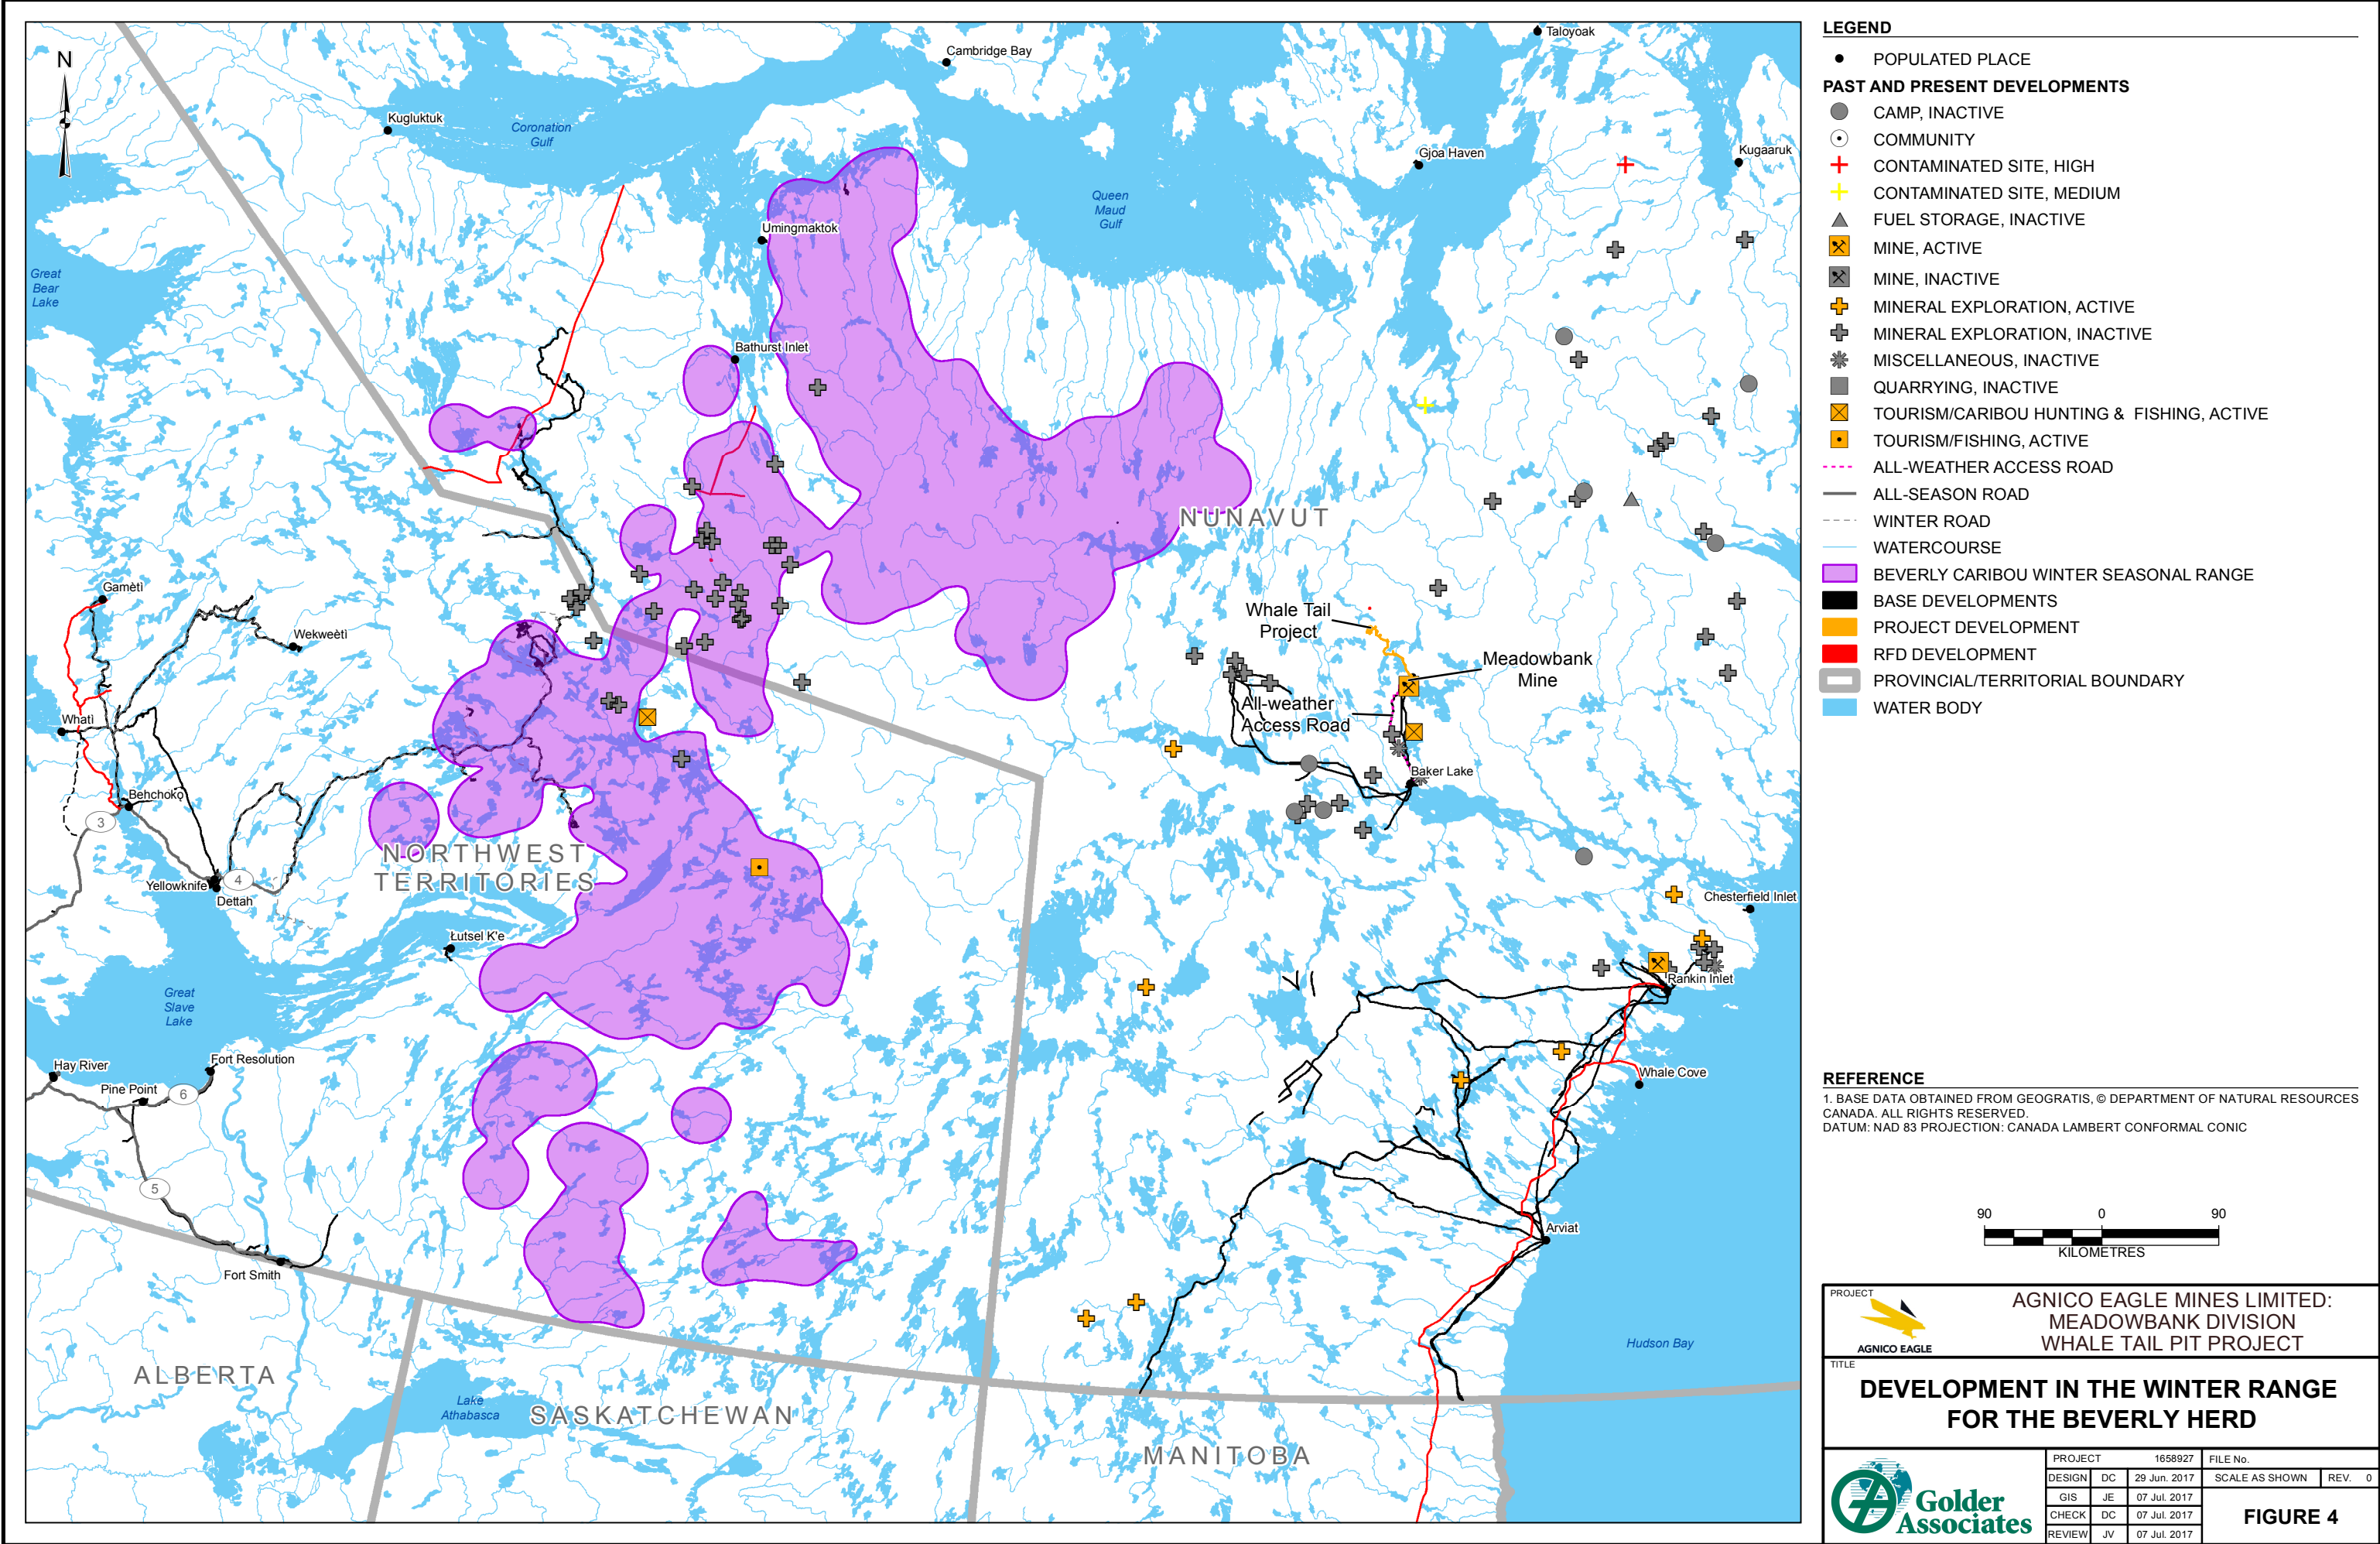 N
Cambridge Bay
Taloyoak
Kugluktuk
Coronation
Gulf
Gjoa Haven
Kugaaruk
Queen
Maud
Gulf
Umingmaktok
Great
Bear
Lake
Bathurst Inlet
NUNAVUT
Gamètì
Wekweètì
Whale Tail
Project
Meadowbank
Mine
All-weather
Access Road
Whatì
Baker Lake
Behchokǫ
3
NORTHWEST
TERRITORIES
Yellowknife
4
Dettah
Chesterfield Inlet
Łutsel K'e
Rankin Inlet
Great
Slave
Lake
Hay River
Fort Resolution
Pine Point
6
Whale Cove
5
Arviat
Fort Smith
Hudson Bay
ALBERTA
Lake
Athabasca
SASKATCHEWAN
MANITOBA
LEGEND
POPULATED PLACE
PAST AND PRESENT DEVELOPMENTS
CAMP, INACTIVE
COMMUNITY
CONTAMINATED SITE, HIGH
CONTAMINATED SITE, MEDIUM
FUEL STORAGE, INACTIVE
MINE, ACTIVE
MINE, INACTIVE
MINERAL EXPLORATION, ACTIVE
MINERAL EXPLORATION, INACTIVE
MISCELLANEOUS, INACTIVE
QUARRYING, INACTIVE
TOURISM/CARIBOU HUNTING & FISHING, ACTIVE
TOURISM/FISHING, ACTIVE
ALL-WEATHER ACCESS ROAD
ALL-SEASON ROAD
WINTER ROAD
WATERCOURSE
BEVERLY CARIBOU WINTER SEASONAL RANGE
BASE DEVELOPMENTS
PROJECT DEVELOPMENT
RFD DEVELOPMENT
PROVINCIAL/TERRITORIAL BOUNDARY
WATER BODY
REFERENCE
1. BASE DATA OBTAINED FROM GEOGRATIS, © DEPARTMENT OF NATURAL RESOURCES
CANADA. ALL RIGHTS RESERVED.
DATUM: NAD 83 PROJECTION: CANADA LAMBERT CONFORMAL CONIC
90 0 90
KILOMETRES
PROJECT
AGNICO EAGLE
AGNICO EAGLE MINES LIMITED:
MEADOWBANK DIVISION
WHALE TAIL PIT PROJECT
TITLE
DEVELOPMENT IN THE WINTER RANGE
FOR THE BEVERLY HERD
Golder
Associates
PROJECT 1658927 FILE No.
DESIGN DC 29 Jun. 2017 SCALE AS SHOWN REV. 0
GIS JE 07 Jul. 2017
CHECK DC 07 Jul. 2017
REVIEW JV 07 Jul. 2017
FIGURE 4